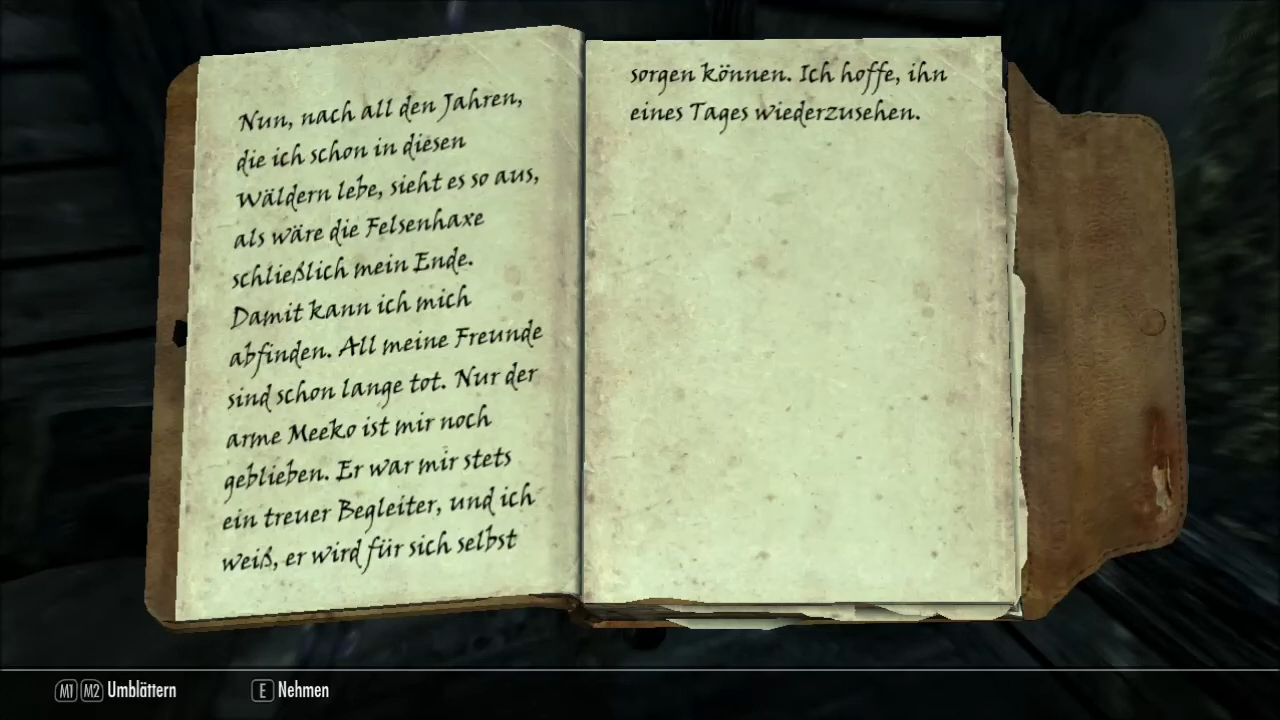 Nun, nach all den Jahren,
die ich schon in diesen
Wäldern lebe, sieht es so aus,
als wäre die Felsenhaxe
schließlich mein Ende.
Damit kann ich mich
abfinden. All meine Freunde
sind schon lange tot. Nur der
arme Meeko ist mir noch
geblieben. Er war mir stets
ein treuer Begleiter, und ich
weiß, er wird für sich selbst
sorgen können. Ich hoffe, ihn
eines Tages wiederzusehen.
M1 M2 Umblättern
E Nehmen